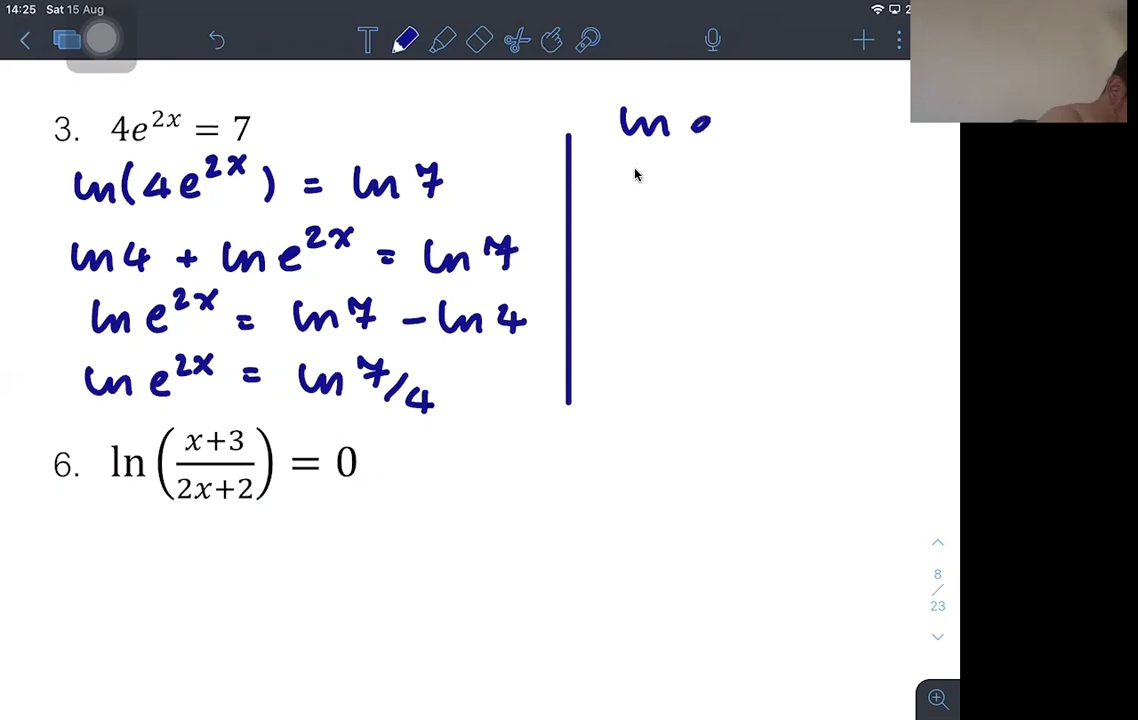 14:25 Sat 15 Aug
3. 4e^{2x} = 7
ln(4e^{2x}) = ln 7
ln 4 + ln e^{2x} = ln 7
ln e^{2x} = ln 7 - ln 4
ln e^{2x} = ln 7/4
ln
6. ln((x+3)/(2x+2)) = 0
8
/
23